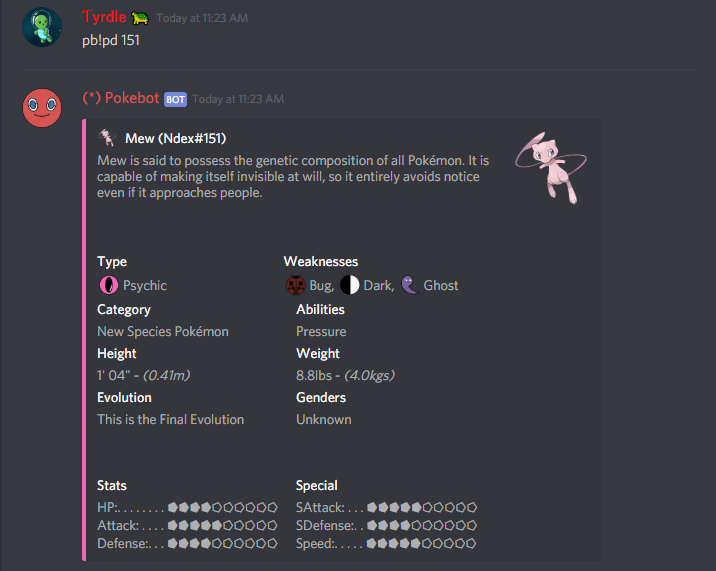 Tyrdle Today at 11:23 AM
pb!pd 151
(*) Pokebot BOT Today at 11:23 AM
Mew (Ndex#151)
Mew is said to possess the genetic composition of all Pokémon. It is
capable of making itself invisible at will, so it entirely avoids notice
even if it approaches people.
Type Weaknesses
Psychic Bug, Dark, Ghost
Category Abilities
New Species Pokémon Pressure
Height Weight
1' 04" - (0.41m) 8.8lbs - (4.0kgs)
Evolution Genders
This is the Final Evolution Unknown
Stats Special
HP:. . . . . . . . SAttack: . . .
Attack: . . . . SDefense:. .
Defense:. . . Speed:. . . . .